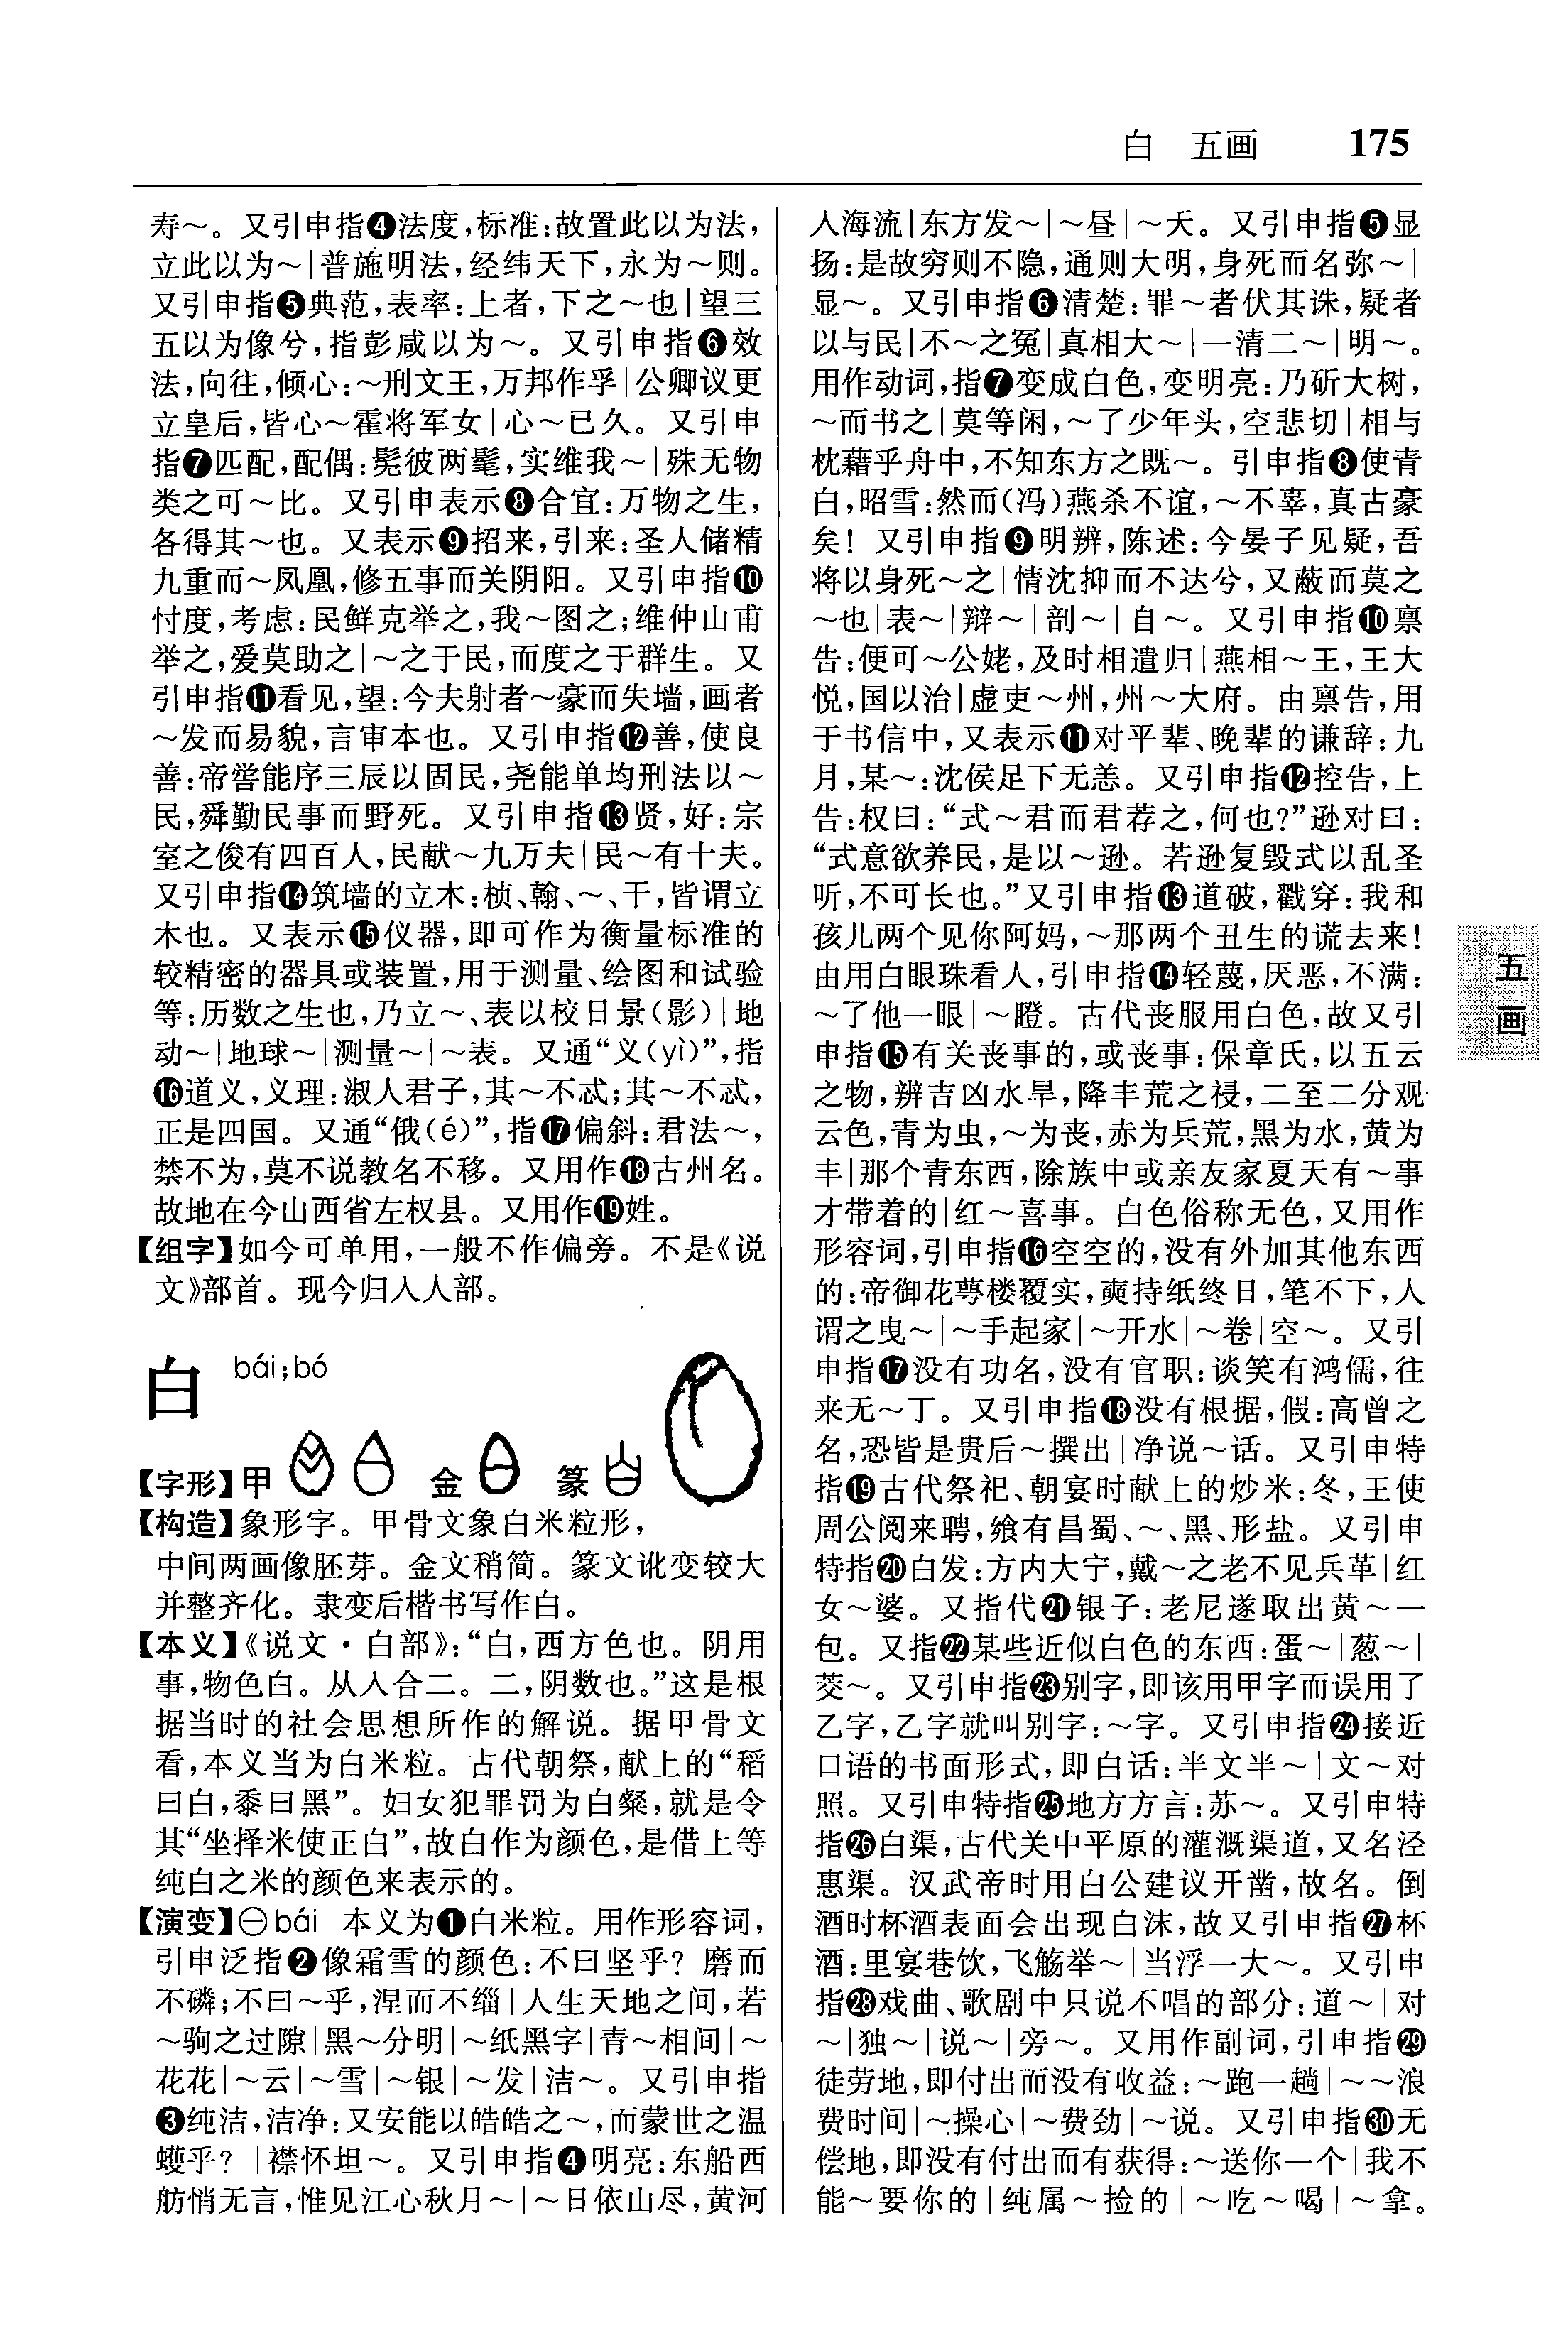 白 五画 175
寿～。又引申指❹法度,标准:故置此以为法,
立此以为～|普施明法,经纬天下,永为～则。
又引申指❺典范,表率:上者,下之～也|望三
五以为像兮,指彭咸以为～。又引申指❻效
法,向往,倾心:～刑文王,万邦作孚|公卿议更
立皇后,皆心～霍将军女|心～已久。又引申
指❼匹配,配偶:髧彼两髦,实维我～|殊无物
类之可～比。又引申表示❽合宜:万物之生,
各得其～也。又表示❾招来,引来:圣人储精
九重而～凤凰,修五事而关阴阳。又引申指❿
忖度,考虑:民鲜克举之,我～图之;维仲山甫
举之,爱莫助之|～之于民,而度之于群生。又
引申指⓫看见,望:今夫射者～豪而失墙,画者
～发而易貌,言审本也。又引申指⓬善,使良
善:帝喾能序三辰以固民,尧能单均刑法以～
民,舜勤民事而野死。又引申指⓭贤,好:宗
室之俊有四百人,民献～九万夫|民～有十夫。
又引申指⓮筑墙的立木:桢、翰、～、干,皆谓立
木也。又表示⓯仪器,即可作为衡量标准的
较精密的器具或装置,用于测量、绘图和试验
等:历数之生也,乃立～、表以校日景(影)|地
动～|地球～|测量～|～表。又通“义(yì)”,指
⓰道义,义理:淑人君子,其～不忒;其～不忒,
正是四国。又通“俄(é)”,指⓱偏斜:君法～,
禁不为,莫不说教名不移。又用作⓲古州名。
故地在今山西省左权县。又用作⓳姓。
【组字】如今可单用,一般不作偏旁。不是《说
文》部首。现今归入人部。
白 bái;bó
【字形】甲 金 篆
【构造】象形字。甲骨文象白米粒形,
中间两画像胚芽。金文稍简。篆文讹变较大
并整齐化。隶变后楷书写作白。
【本义】《说文·白部》:“白,西方色也。阴用
事,物色白。从入合二。二,阴数也。”这是根
据当时的社会思想所作的解说。据甲骨文
看,本义当为白米粒。古代朝祭,献上的“稻
曰白,黍曰黑”。妇女犯罪罚为白粲,就是令
其“坐择米使正白”,故白作为颜色,是借上等
纯白之米的颜色来表示的。
【演变】㊀bái 本义为❶白米粒。用作形容词,
引申泛指❷像霜雪的颜色:不曰坚乎?磨而
不磷;不曰～乎,涅而不缁|人生天地之间,若
～驹之过隙|黑～分明|～纸黑字|青～相间|～
花花|～云|～雪|～银|～发|洁～。又引申指
❸纯洁,洁净:又安能以皓皓之～,而蒙世之温
蠖乎?|襟怀坦～。又引申指❹明亮:东船西
舫悄无言,惟见江心秋月～|～日依山尽,黄河
入海流|东方发～|～昼|～天。又引申指❺显
扬:是故穷则不隐,通则大明,身死而名弥～|
显～。又引申指❻清楚:罪～者伏其诛,疑者
以与民|不～之冤|真相大～|一清二～|明～。
用作动词,指❼变成白色,变明亮:乃斫大树,
～而书之|莫等闲,～了少年头,空悲切|相与
枕藉乎舟中,不知东方之既～。引申指❽使青
白,昭雪:然而(冯)燕杀不谊,～不辜,真古豪
矣!又引申指❾明辨,陈述:今晏子见疑,吾
将以身死～之|情沈抑而不达兮,又蔽而莫之
～也|表～|辩～|剖～|自～。又引申指❿禀
告:便可～公姥,及时相遣归|燕相～王,王大
悦,国以治|虚吏～州,州～大府。由禀告,用
于书信中,又表示⓫对平辈、晚辈的谦辞:九
月,某～:沈侯足下无恙。又引申指⓬控告,上
告:权曰:“式～君而君荐之,何也?”逊对曰:
“式意欲养民,是以～逊。若逊复毁式以乱圣
听,不可长也。”又引申指⓭道破,戳穿:我和
孩儿两个见你阿妈,～那两个丑生的谎去来!
由用白眼珠看人,引申指⓮轻蔑,厌恶,不满:
～了他一眼|～瞪。古代丧服用白色,故又引
申指⓯有关丧事的,或丧事:保章氏,以五云
之物,辨吉凶水旱,降丰荒之祲,二至二分观
云色,青为虫,～为丧,赤为兵荒,黑为水,黄为
丰|那个青东西,除族中或亲友家夏天有～事
才带着的|红～喜事。白色俗称无色,又用作
形容词,引申指⓰空空的,没有外加其他东西
的:帝御花萼楼覆实,奭持纸终日,笔不下,人
谓之曳～|～手起家|～开水|～卷|空～。又引
申指⓱没有功名,没有官职:谈笑有鸿儒,往
来无～丁。又引申指⓲没有根据,假:高曾之
名,恐皆是贵后～撰出|净说～话。又引申特
指⓳古代祭祀、朝宴时献上的炒米:冬,王使
周公阅来聘,飨有昌蜀、～、黑、形盐。又引申
特指⓴白发:方内大宁,戴～之老不见兵革|红
女～婆。又指代㉑银子:老尼遂取出黄～一
包。又指㉒某些近似白色的东西:蛋～|葱～|
茭～。又引申指㉓别字,即该用甲字而误用了
乙字,乙字就叫别字:～字。又引申指㉔接近
口语的书面形式,即白话:半文半～|文～对
照。又引申特指㉕地方方言:苏～。又引申特
指㉖白渠,古代关中平原的灌溉渠道,又名泾
惠渠。汉武帝时用白公建议开凿,故名。倒
酒时杯酒表面会出现白沫,故又引申指㉗杯
酒:里宴巷饮,飞觞举～|当浮一大～。又引申
指㉘戏曲、歌剧中只说不唱的部分:道～|对
～|独～|说～|旁～。又用作副词,引申指㉙
徒劳地,即付出而没有收益:～跑一趟|～～浪
费时间|～操心|～费劲|～说。又引申指㉚无
偿地,即没有付出而有获得:～送你一个|我不
能～要你的|纯属～捡的|～吃～喝|～拿。
五
画